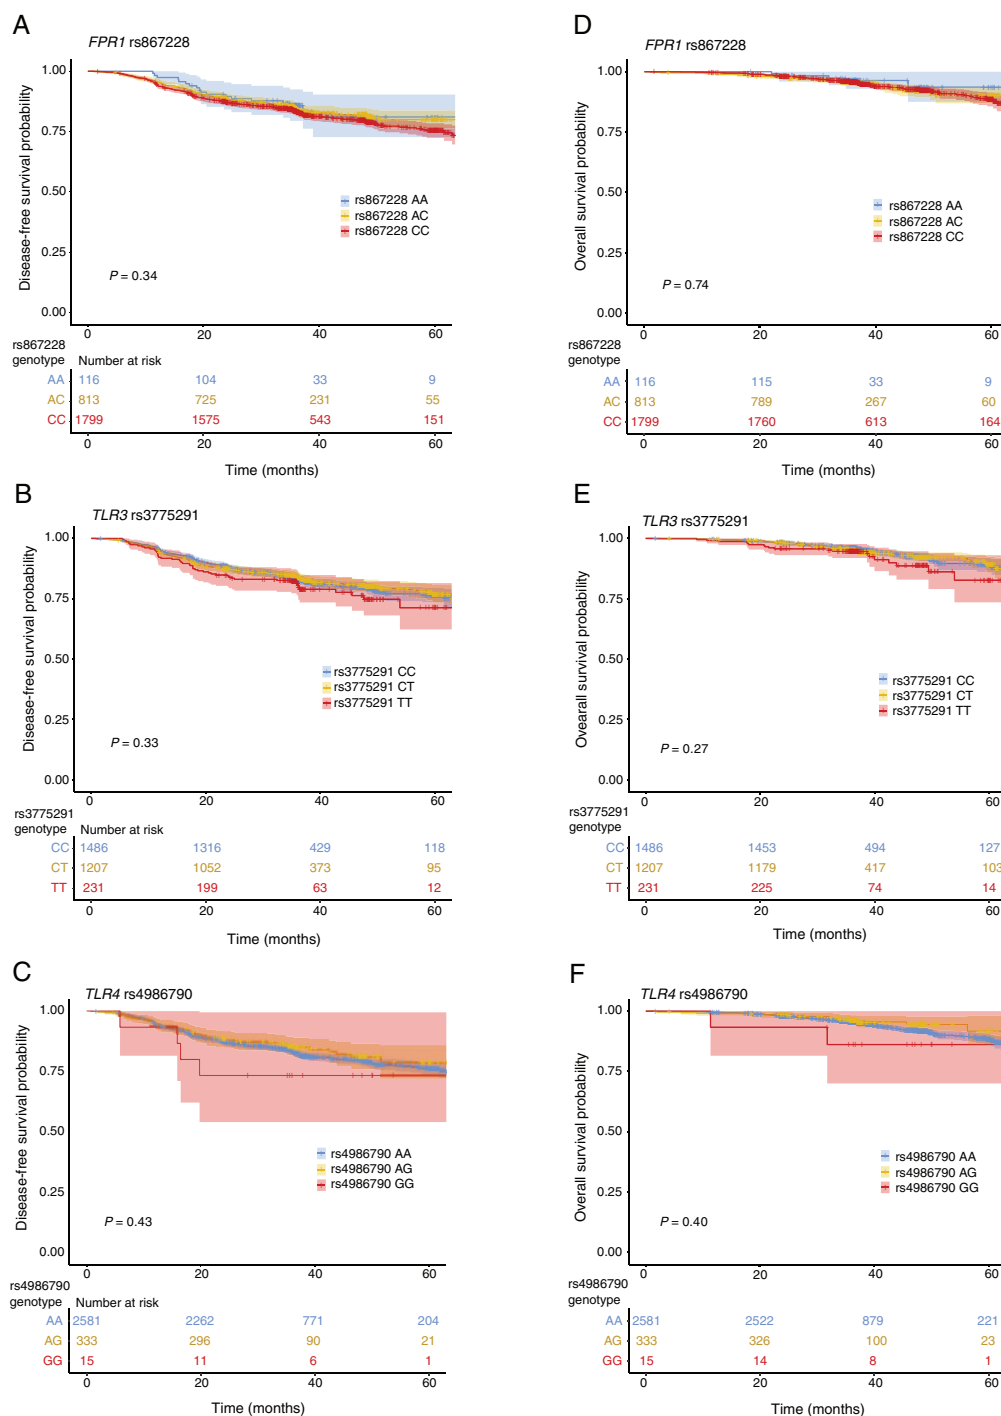 A
FPR1 rs867228
1.00
0.75
0.50
0.25
0.00
Disease-free survival probability
rs867228 AA
rs867228 AC
rs867228 CC
P = 0.34
0 20 40 60
rs867228
genotype
Number at risk
AA 116 104 33 9
AC 813 725 231 55
CC 1799 1575 543 151
0 20 40 60
Time (months)
D
FPR1 rs867228
1.00
0.75
0.50
0.25
0.00
Overall survival probability
rs867228 AA
rs867228 AC
rs867228 CC
P = 0.74
0 20 40 60
rs867228
genotype
AA 116 115 33 9
AC 813 789 267 60
CC 1799 1760 613 164
0 20 40 60
Time (months)
B
TLR3 rs3775291
1.00
0.75
0.50
0.25
0.00
Disease-free survival probability
rs3775291 CC
rs3775291 CT
rs3775291 TT
P = 0.33
0 20 40 60
rs3775291
genotype
Number at risk
CC 1486 1316 429 118
CT 1207 1052 373 95
TT 231 199 63 12
0 20 40 60
Time (months)
E
TLR3 rs3775291
1.00
0.75
0.50
0.25
0.00
Ovearall survival probability
rs3775291 CC
rs3775291 CT
rs3775291 TT
P = 0.27
0 20 40 60
rs3775291
genotype
CC 1486 1453 494 127
CT 1207 1179 417 103
TT 231 225 74 14
0 20 40 60
Time (months)
C
TLR4 rs4986790
1.00
0.75
0.50
0.25
0.00
Disease-free survival probability
rs4986790 AA
rs4986790 AG
rs4986790 GG
P = 0.43
0 20 40 60
rs4986790
genotype
Number at risk
AA 2581 2262 771 204
AG 333 296 90 21
GG 15 11 6 1
0 20 40 60
Time (months)
F
TLR4 rs4986790
1.00
0.75
0.50
0.25
0.00
Overall survival probability
rs4986790 AA
rs4986790 AG
rs4986790 GG
P = 0.40
0 20 40 60
rs4986790
genotype
AA 2581 2522 879 221
AG 333 326 100 23
GG 15 14 8 1
0 20 40 60
Time (months)